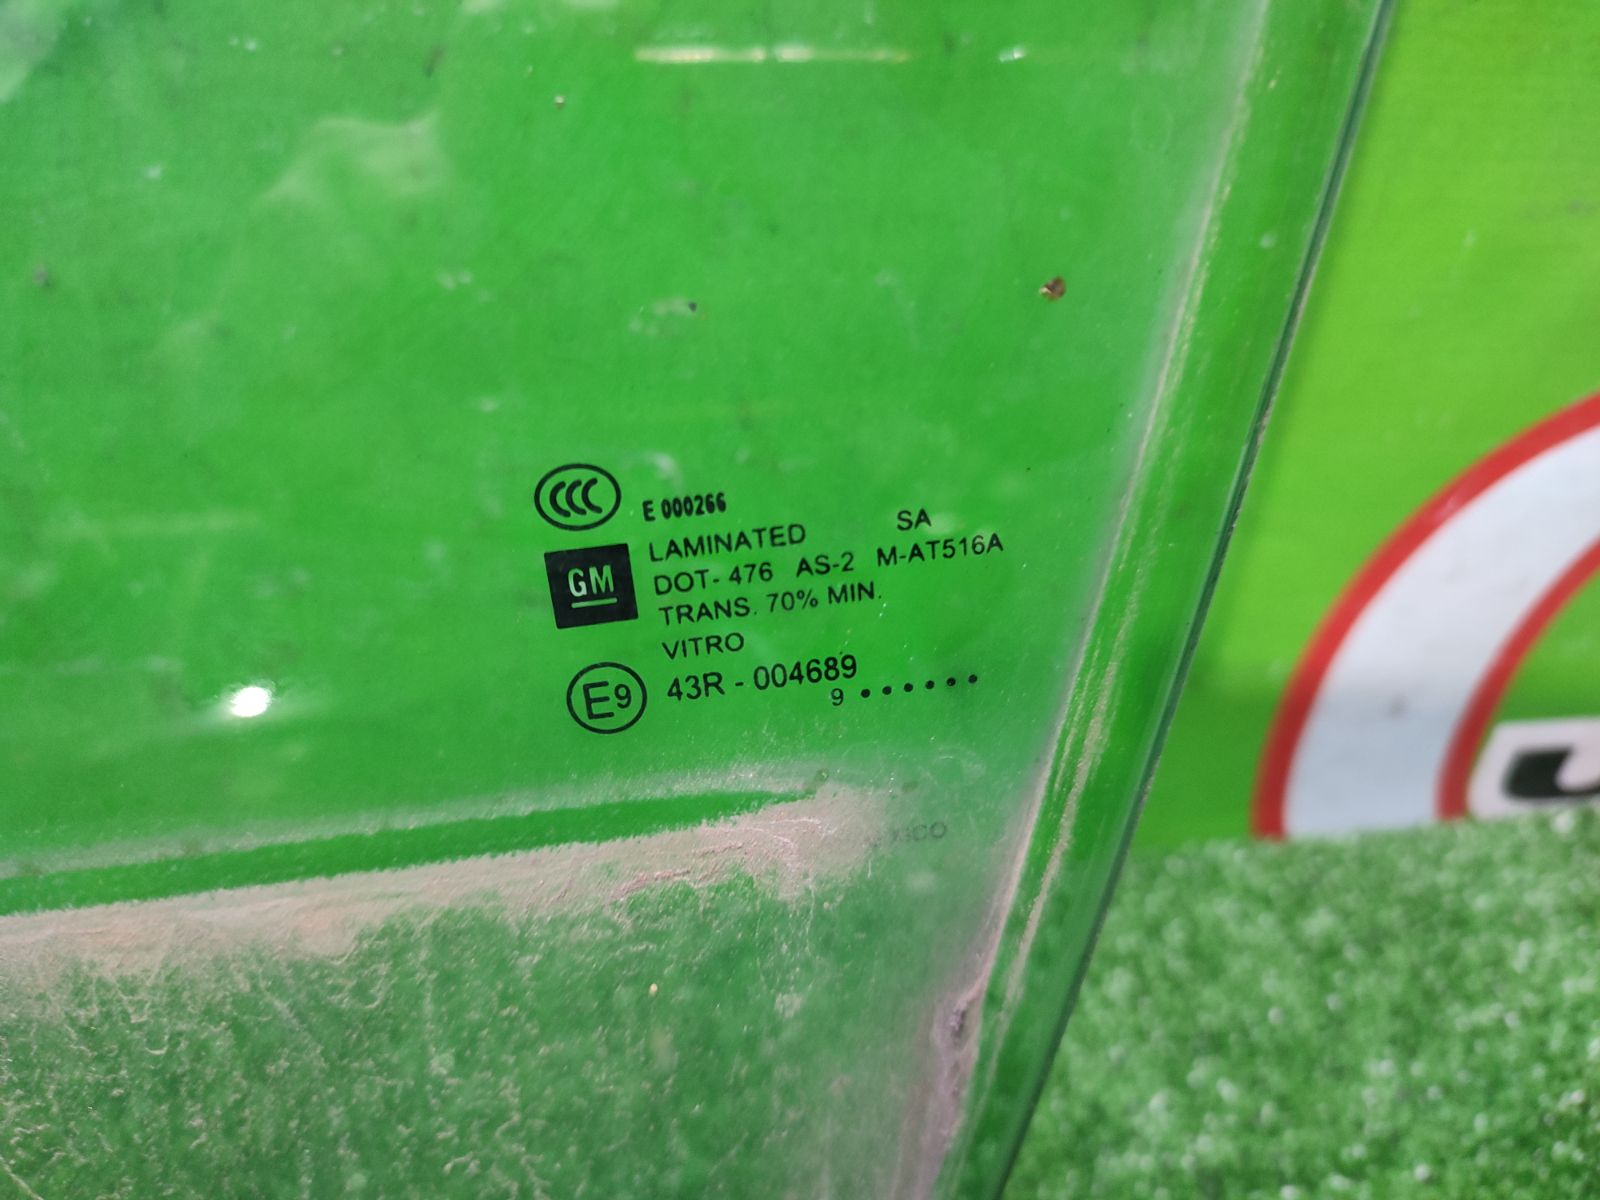 CCC
E 000266
LAMINATED SA
GM
DOT- 476 AS-2 M-AT516A
TRANS. 70% MIN.
VITRO
E9 43R - 004689
9 • • • • • •